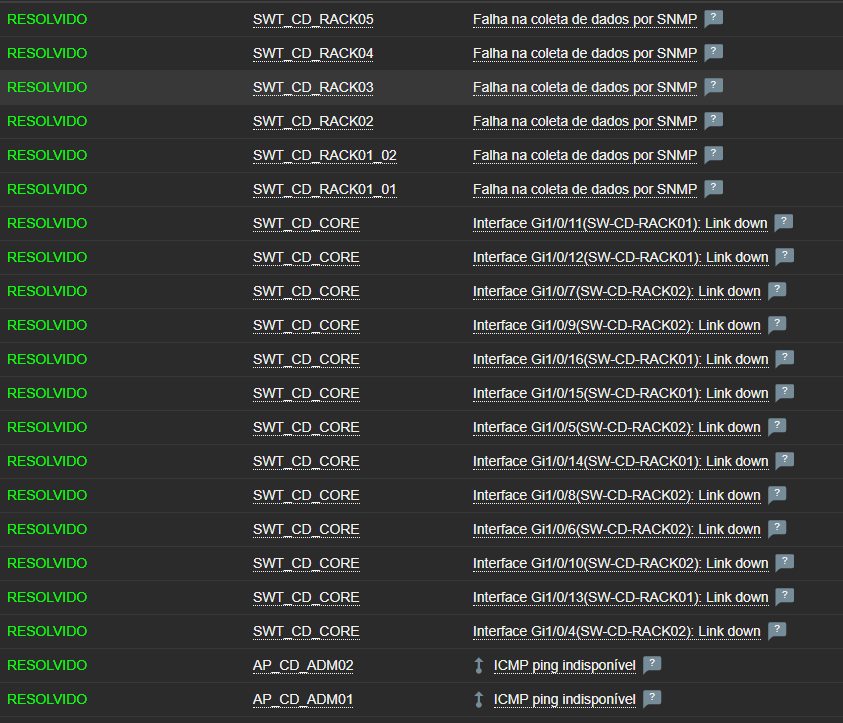 RESOLVIDO SWT_CD_RACK05 Falha na coleta de dados por SNMP ?
RESOLVIDO SWT_CD_RACK04 Falha na coleta de dados por SNMP ?
RESOLVIDO SWT_CD_RACK03 Falha na coleta de dados por SNMP ?
RESOLVIDO SWT_CD_RACK02 Falha na coleta de dados por SNMP ?
RESOLVIDO SWT_CD_RACK01_02 Falha na coleta de dados por SNMP ?
RESOLVIDO SWT_CD_RACK01_01 Falha na coleta de dados por SNMP ?
RESOLVIDO SWT_CD_CORE Interface Gi1/0/11(SW-CD-RACK01): Link down ?
RESOLVIDO SWT_CD_CORE Interface Gi1/0/12(SW-CD-RACK01): Link down ?
RESOLVIDO SWT_CD_CORE Interface Gi1/0/7(SW-CD-RACK02): Link down ?
RESOLVIDO SWT_CD_CORE Interface Gi1/0/9(SW-CD-RACK02): Link down ?
RESOLVIDO SWT_CD_CORE Interface Gi1/0/16(SW-CD-RACK01): Link down ?
RESOLVIDO SWT_CD_CORE Interface Gi1/0/15(SW-CD-RACK01): Link down ?
RESOLVIDO SWT_CD_CORE Interface Gi1/0/5(SW-CD-RACK02): Link down ?
RESOLVIDO SWT_CD_CORE Interface Gi1/0/14(SW-CD-RACK01): Link down ?
RESOLVIDO SWT_CD_CORE Interface Gi1/0/8(SW-CD-RACK02): Link down ?
RESOLVIDO SWT_CD_CORE Interface Gi1/0/6(SW-CD-RACK02): Link down ?
RESOLVIDO SWT_CD_CORE Interface Gi1/0/10(SW-CD-RACK02): Link down ?
RESOLVIDO SWT_CD_CORE Interface Gi1/0/13(SW-CD-RACK01): Link down ?
RESOLVIDO SWT_CD_CORE Interface Gi1/0/4(SW-CD-RACK02): Link down ?
RESOLVIDO AP_CD_ADM02 ICMP ping indisponível ?
RESOLVIDO AP_CD_ADM01 ICMP ping indisponível ?